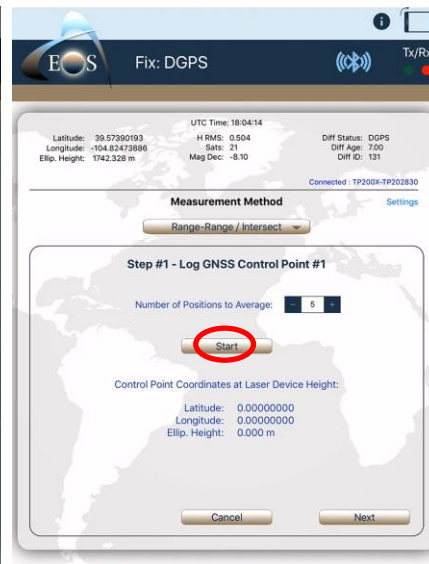 EOS
Fix: DGPS
Tx/Rx
UTC Time: 18:04:14
Latitude: 39.57390193
H RMS: 0.504
Diff Status: DGPS
Longitude: -104.82473886
Sats: 21
Diff Age: 7.00
Ellip. Height: 1742.328 m
Mag Dec: -8.10
Diff ID: 131
Connected : TP200X-TP202830
Measurement Method
Settings
Range-Range / Intersect
Step #1 - Log GNSS Control Point #1
Number of Positions to Average: - 5 +
Start
Control Point Coordinates at Laser Device Height:
Latitude: 0.00000000
Longitude: 0.00000000
Ellip. Height: 0.000 m
Cancel
Next